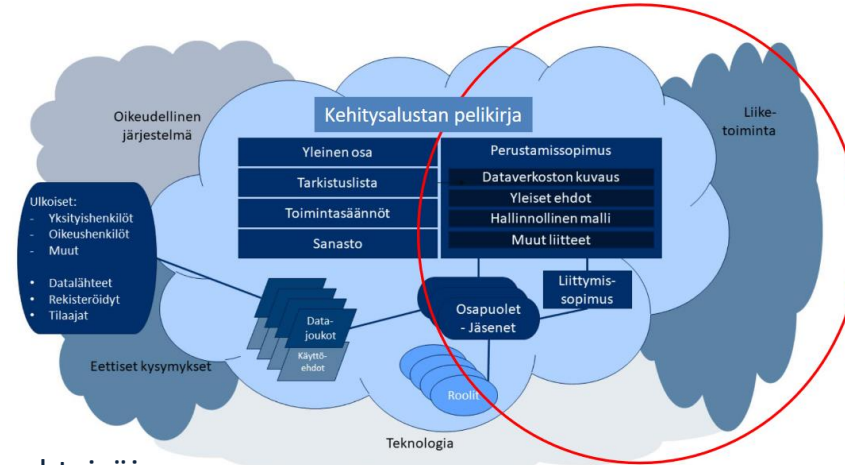 Kehitysalustan pelikirja
Oikeudellinen
järjestelmä
Liike-
toiminta
Yleinen osa
Tarkistuslista
Toimintasäännöt
Sanasto
Perustamissopimus
Dataverkoston kuvaus
Yleiset ehdot
Hallinnollinen malli
Muut liitteet
Ulkoiset:
- Yksityishenkilöt
- Oikeushenkilöt
- Muut
• Datalähteet
• Rekisteröidyt
• Tilaajat
Liittymis-
sopimus
Data-
joukot
Käyttö-
ehdot
Osapuolet
- Jäsenet
Roolit
Eettiset kysymykset
Teknologia